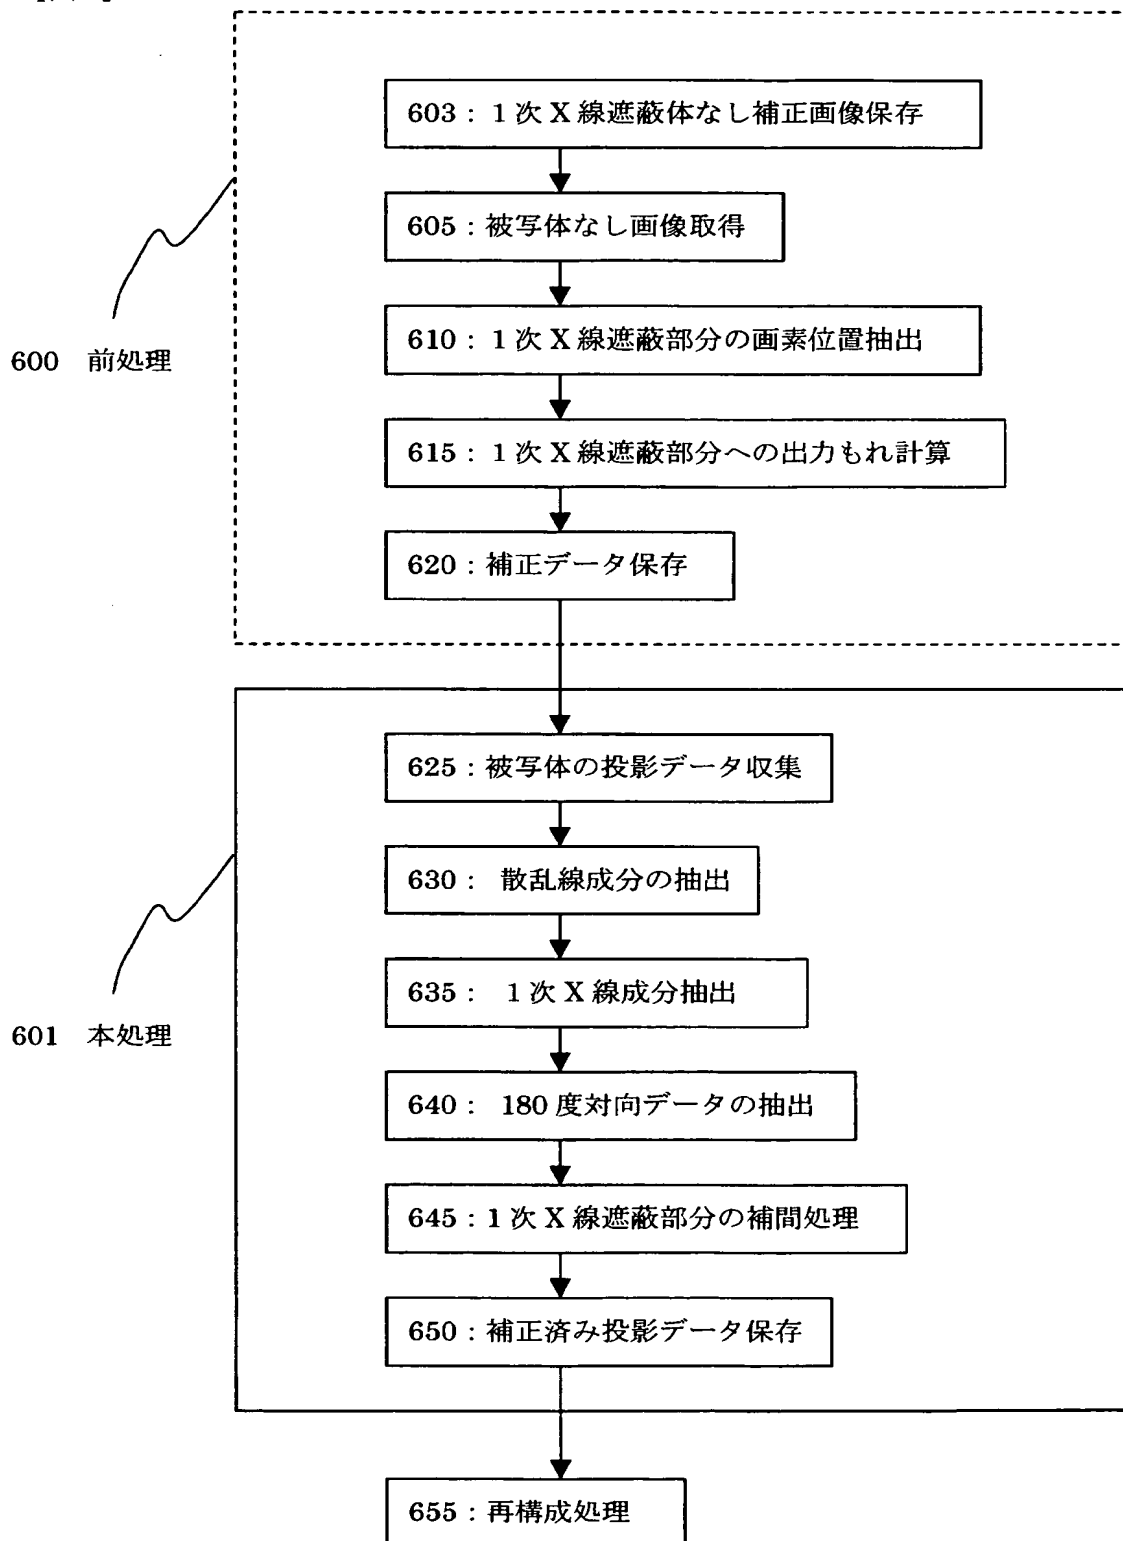 603：1次X線遮蔽体なし補正画像保存
605：被写体なし画像取得
610：1次X線遮蔽部分の画素位置抽出
600　前処理
615：1次X線遮蔽部分への出力もれ計算
620：補正データ保存
625：被写体の投影データ収集
630：　散乱線成分の抽出
635：　1次X線成分抽出
601　本処理
640：　180度対向データの抽出
645：1次X線遮蔽部分の補間処理
650：補正済み投影データ保存
655：再構成処理